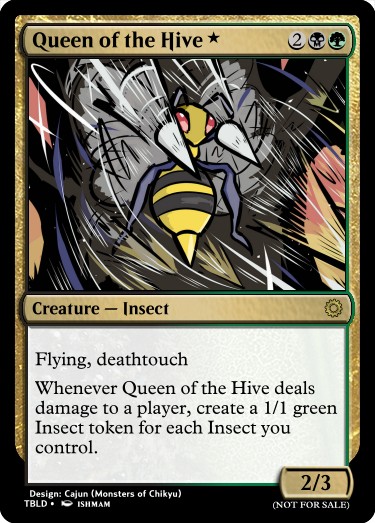 Queen of the Hive ★ 2
Creature — Insect
Flying, deathtouch
Whenever Queen of the Hive deals
damage to a player, create a 1/1 green
Insect token for each Insect you
control.
2/3
Design: Cajun (Monsters of Chikyu)
TBLD • ISHMAM
(NOT FOR SALE)